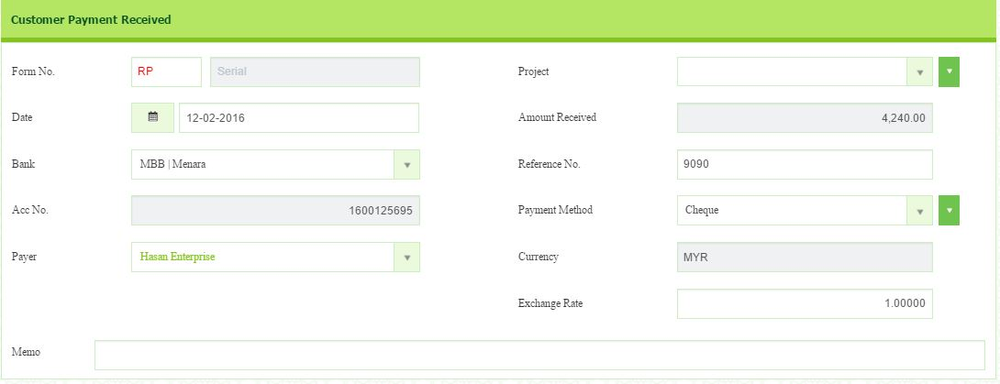 Customer Payment Received
Form No. RP Serial Project
Date 12-02-2016 Amount Received 4,240.00
Bank MBB | Menara Reference No. 9090
Acc No. 1600125695 Payment Method Cheque
Payer Hasan Enterprise Currency MYR
Exchange Rate 1.00000
Memo